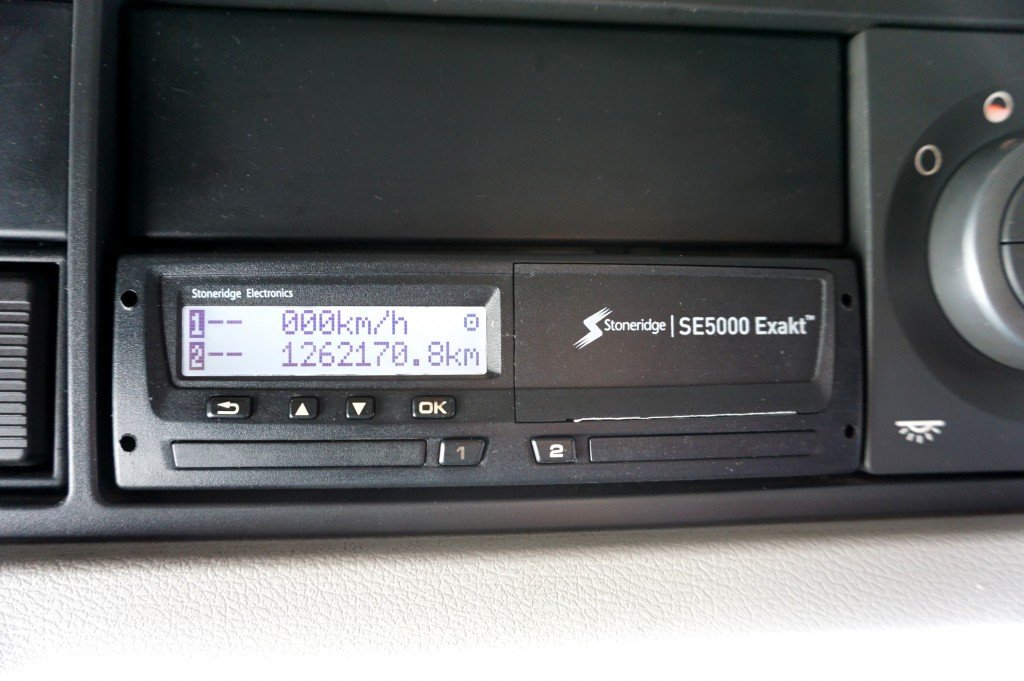 Stoneridge Electronics
1-- 000km/h
2-- 1262170.8km
OK
1
2
Stoneridge | SE5000 Exakt™